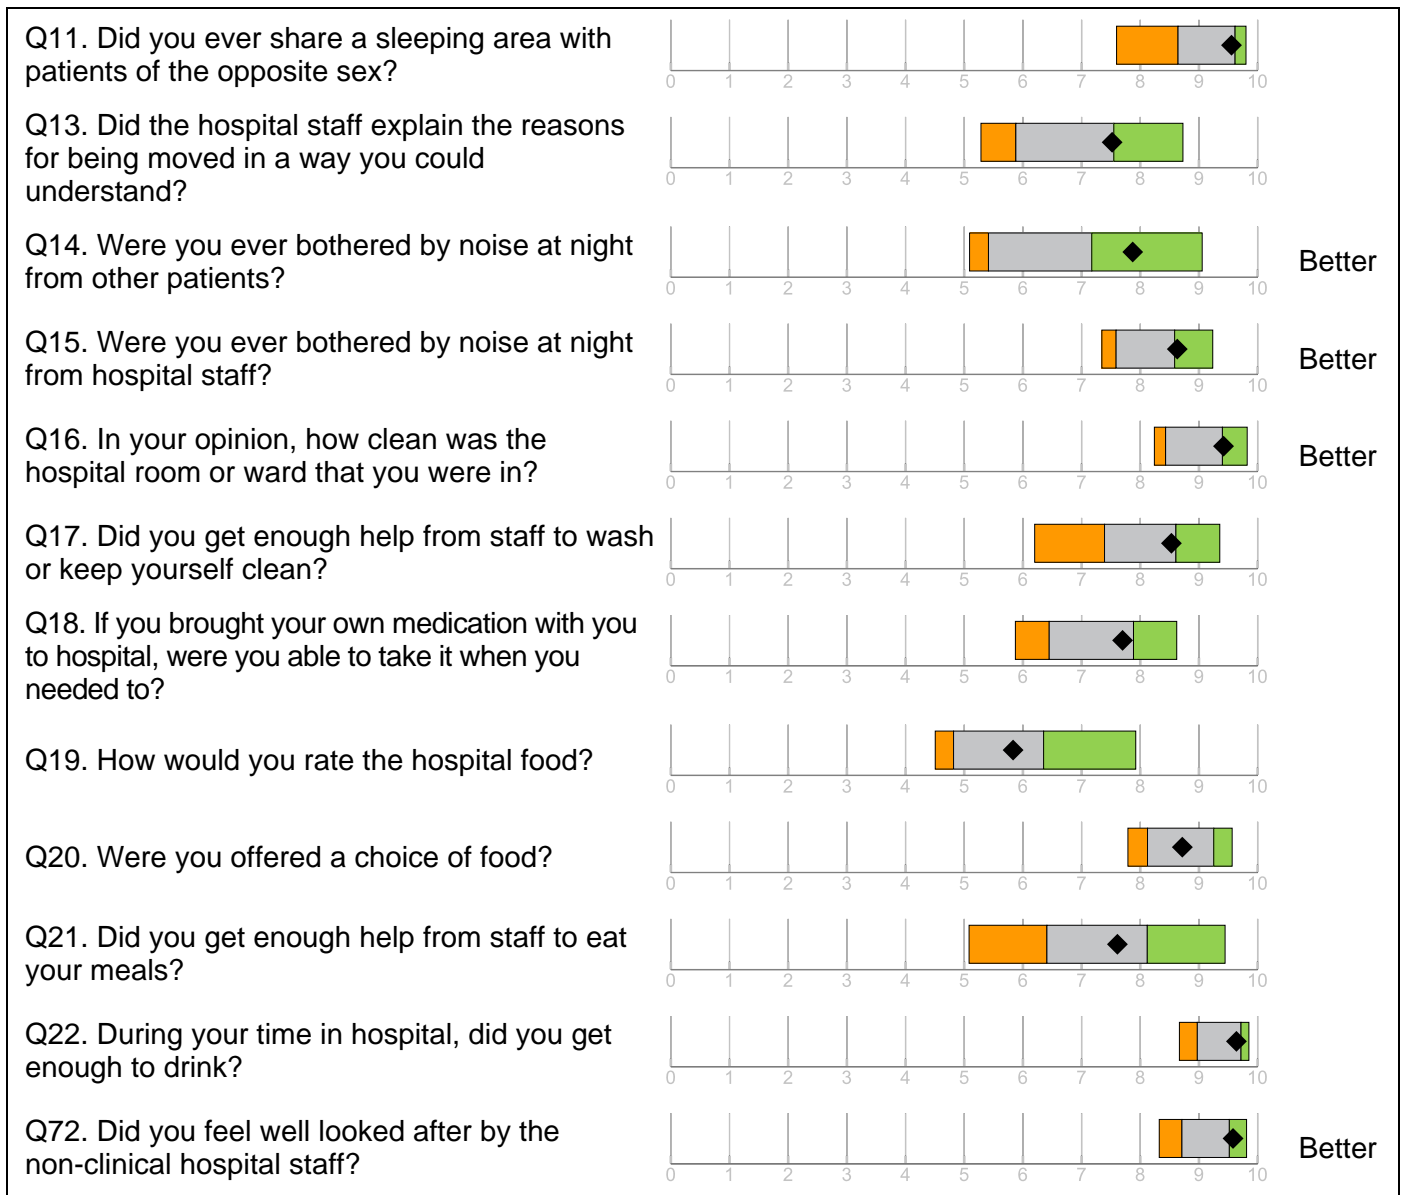 Q11. Did you ever share a sleeping area with
patients of the opposite sex?
0 1 2 3 4 5 6 7 8 9 10
Q13. Did the hospital staff explain the reasons
for being moved in a way you could
understand?
0 1 2 3 4 5 6 7 8 9 10
Q14. Were you ever bothered by noise at night
from other patients?
0 1 2 3 4 5 6 7 8 9 10
Better
Q15. Were you ever bothered by noise at night
from hospital staff?
0 1 2 3 4 5 6 7 8 9 10
Better
Q16. In your opinion, how clean was the
hospital room or ward that you were in?
0 1 2 3 4 5 6 7 8 9 10
Better
Q17. Did you get enough help from staff to wash
or keep yourself clean?
0 1 2 3 4 5 6 7 8 9 10
Q18. If you brought your own medication with you
to hospital, were you able to take it when you
needed to?
0 1 2 3 4 5 6 7 8 9 10
Q19. How would you rate the hospital food?
0 1 2 3 4 5 6 7 8 9 10
Q20. Were you offered a choice of food?
0 1 2 3 4 5 6 7 8 9 10
Q21. Did you get enough help from staff to eat
your meals?
0 1 2 3 4 5 6 7 8 9 10
Q22. During your time in hospital, did you get
enough to drink?
0 1 2 3 4 5 6 7 8 9 10
Q72. Did you feel well looked after by the
non-clinical hospital staff?
0 1 2 3 4 5 6 7 8 9 10
Better